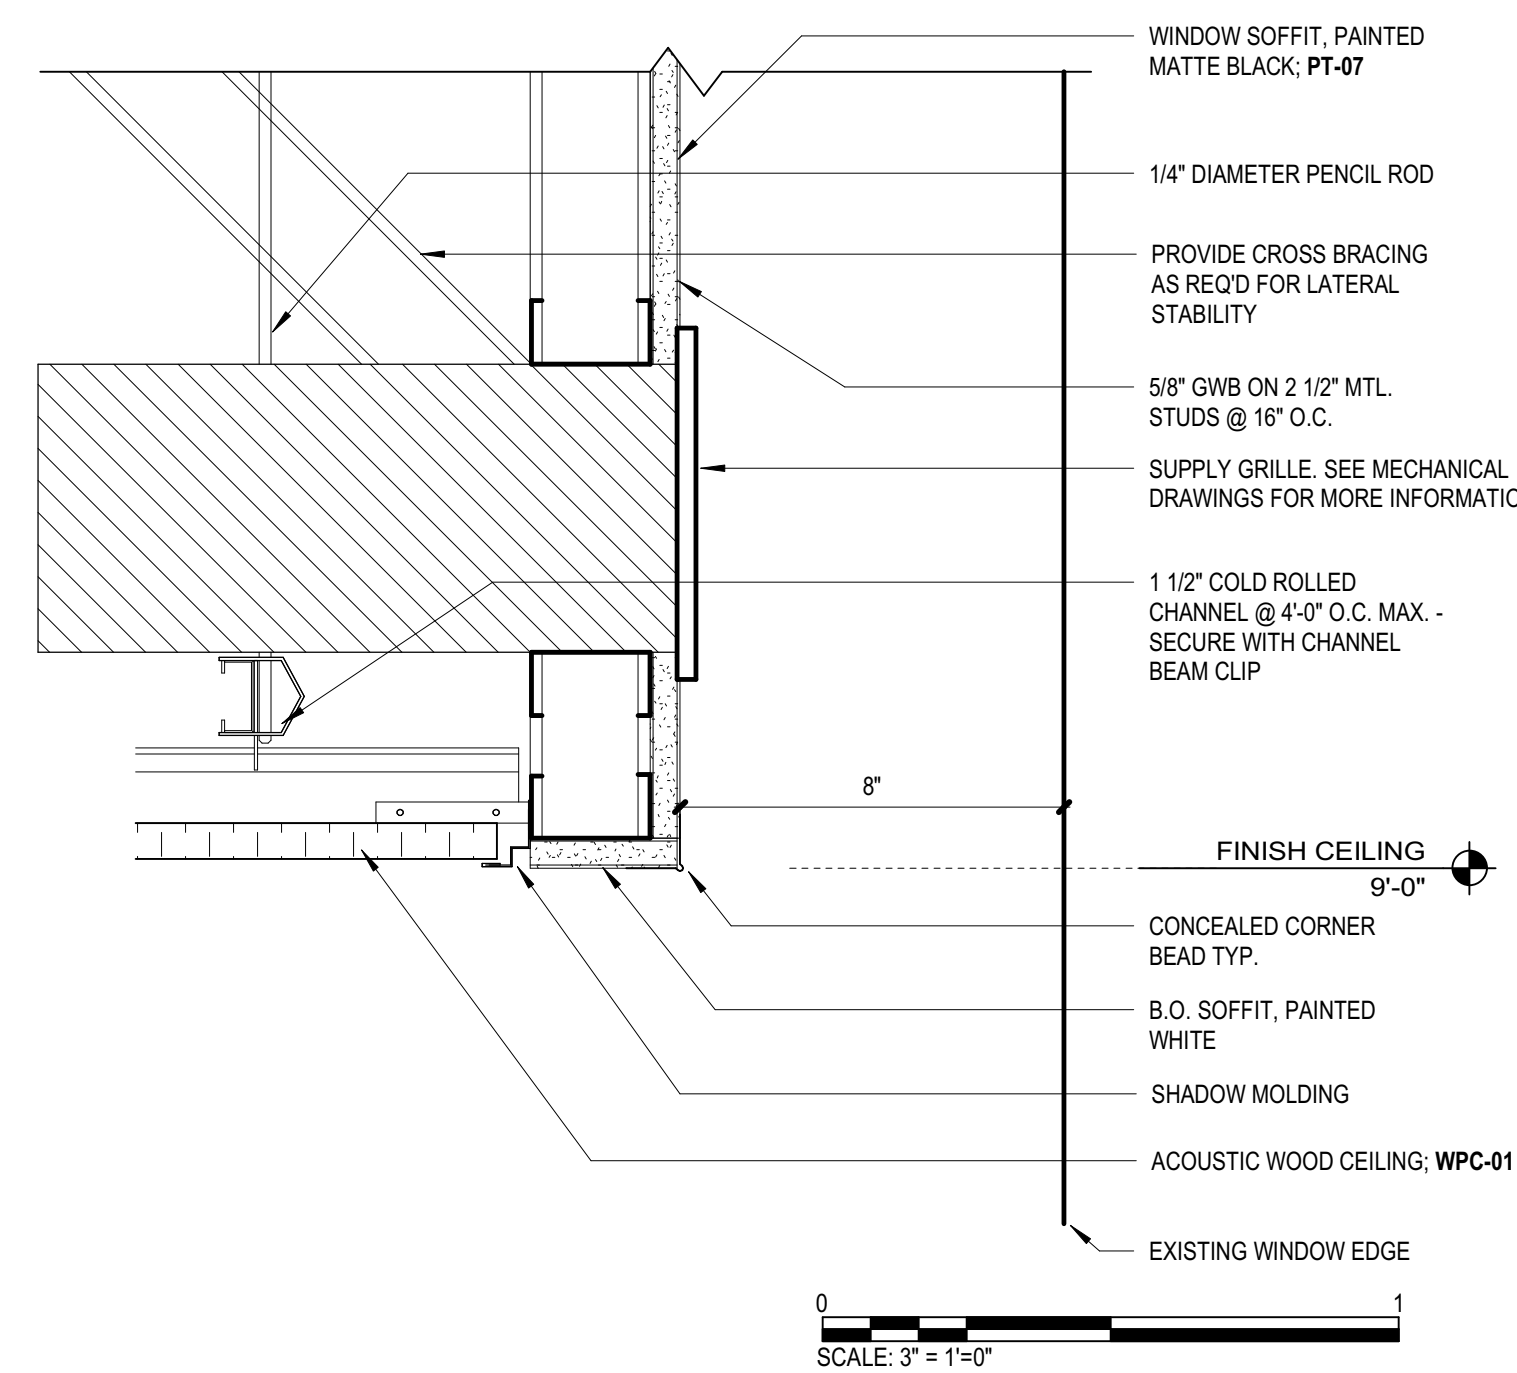 WINDOW SOFFIT, PAINTED
MATTE BLACK; PT-07
1/4" DIAMETER PENCIL ROD
PROVIDE CROSS BRACING
AS REQ'D FOR LATERAL
STABILITY
5/8" GWB ON 2 1/2" MTL.
STUDS @ 16" O.C.
SUPPLY GRILLE. SEE MECHANICAL
DRAWINGS FOR MORE INFORMATIO
1 1/2" COLD ROLLED
CHANNEL @ 4'-0" O.C. MAX. -
SECURE WITH CHANNEL
BEAM CLIP
8"
FINISH CEILING
9'-0"
CONCEALED CORNER
BEAD TYP.
B.O. SOFFIT, PAINTED
WHITE
SHADOW MOLDING
ACOUSTIC WOOD CEILING; WPC-01
EXISTING WINDOW EDGE
0 1
SCALE: 3" = 1'=0"